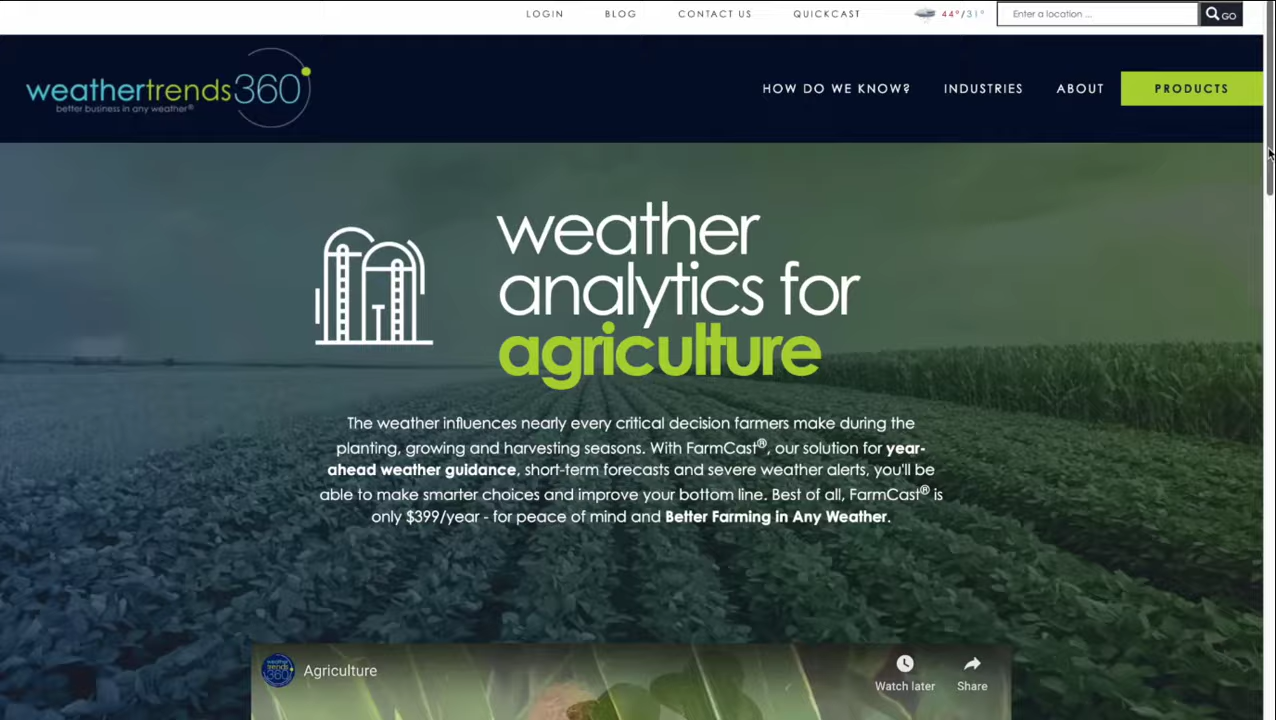 LOGIN BLOG CONTACT US QUICKCAST 44°/31° Enter a location ... GO
weathertrends360
better business in any weather®
HOW DO WE KNOW? INDUSTRIES ABOUT PRODUCTS
weather
analytics for
agriculture
The weather influences nearly every critical decision farmers make during the
planting, growing and harvesting seasons. With FarmCast®, our solution for year-
ahead weather guidance, short-term forecasts and severe weather alerts, you'll be
able to make smarter choices and improve your bottom line. Best of all, FarmCast® is
only $399/year - for peace of mind and Better Farming in Any Weather.
weather
trends
360
Agriculture
Watch later Share